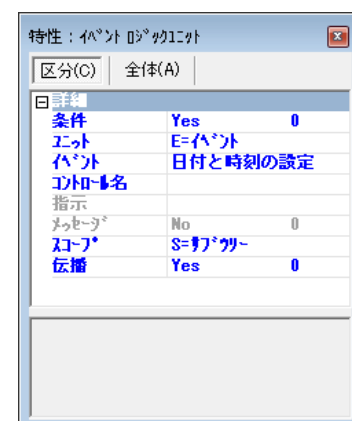 特性：ｲﾍﾞﾝﾄ ﾛｼﾞｯｸﾕﾆｯﾄ
区分(C) 全体(A)
詳細
条件 Yes 0
ﾕﾆｯﾄ E=ｲﾍﾞﾝﾄ
ｲﾍﾞﾝﾄ 日付と時刻の設定
ｺﾝﾄﾛｰﾙ名
指示
ﾒｯｾｰｼﾞ No 0
ｽｺｰﾌﾟ S=ｻﾌﾞﾂﾘｰ
伝播 Yes 0